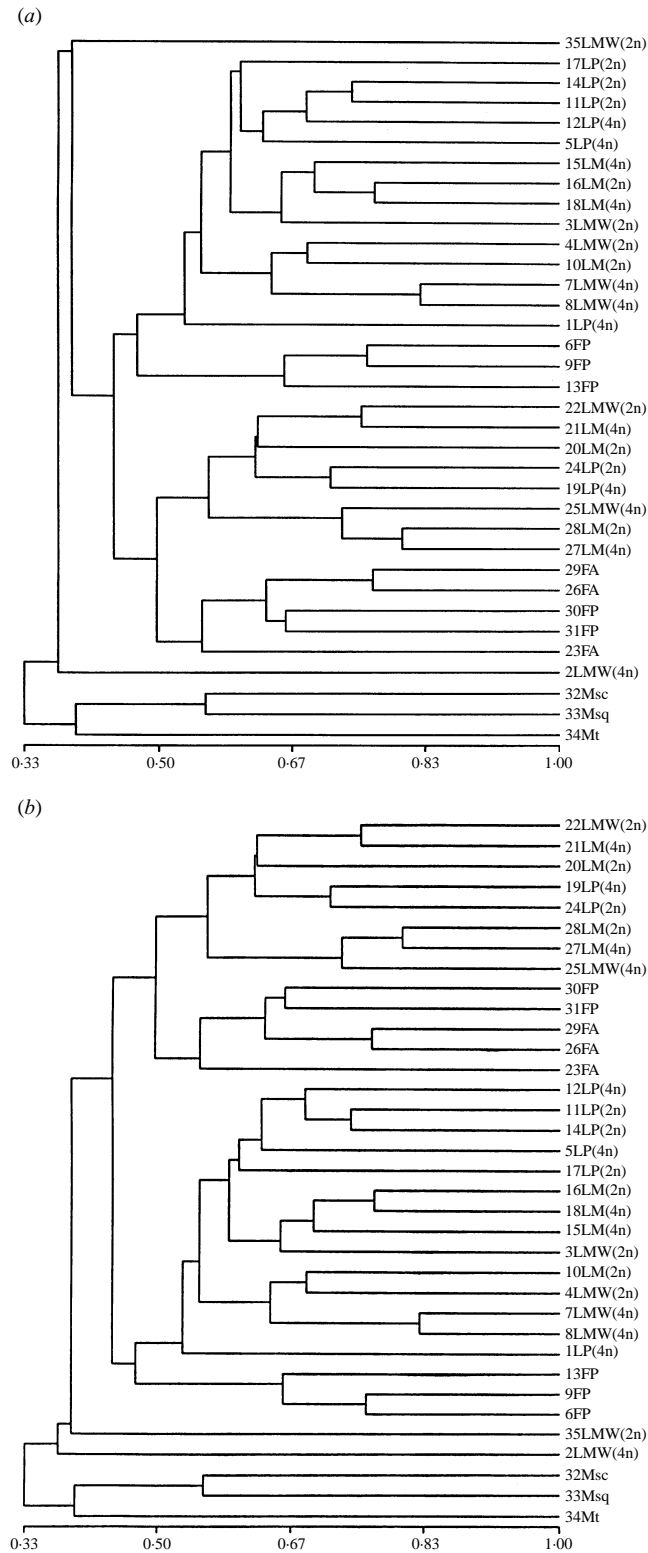 (a)
35LMW(2n)
17LP(2n)
14LP(2n)
11LP(2n)
12LP(4n)
5LP(4n)
15LM(4n)
16LM(2n)
18LM(4n)
3LMW(2n)
4LMW(2n)
10LM(2n)
7LMW(4n)
8LMW(4n)
1LP(4n)
6FP
9FP
13FP
22LMW(2n)
21LM(4n)
20LM(2n)
24LP(2n)
19LP(4n)
25LMW(4n)
28LM(2n)
27LM(4n)
29FA
26FA
30FP
31FP
23FA
2LMW(4n)
32Msc
33Msq
34Mt
0·33 0·50 0·67 0·83 1·00
(b)
22LMW(2n)
21LM(4n)
20LM(2n)
19LP(4n)
24LP(2n)
28LM(2n)
27LM(4n)
25LMW(4n)
30FP
31FP
29FA
26FA
23FA
12LP(4n)
11LP(2n)
14LP(2n)
5LP(4n)
17LP(2n)
16LM(2n)
18LM(4n)
15LM(4n)
3LMW(2n)
10LM(2n)
4LMW(2n)
7LMW(4n)
8LMW(4n)
1LP(4n)
13FP
9FP
6FP
35LMW(2n)
2LMW(4n)
32Msc
33Msq
34Mt
0·33 0·50 0·67 0·83 1·00